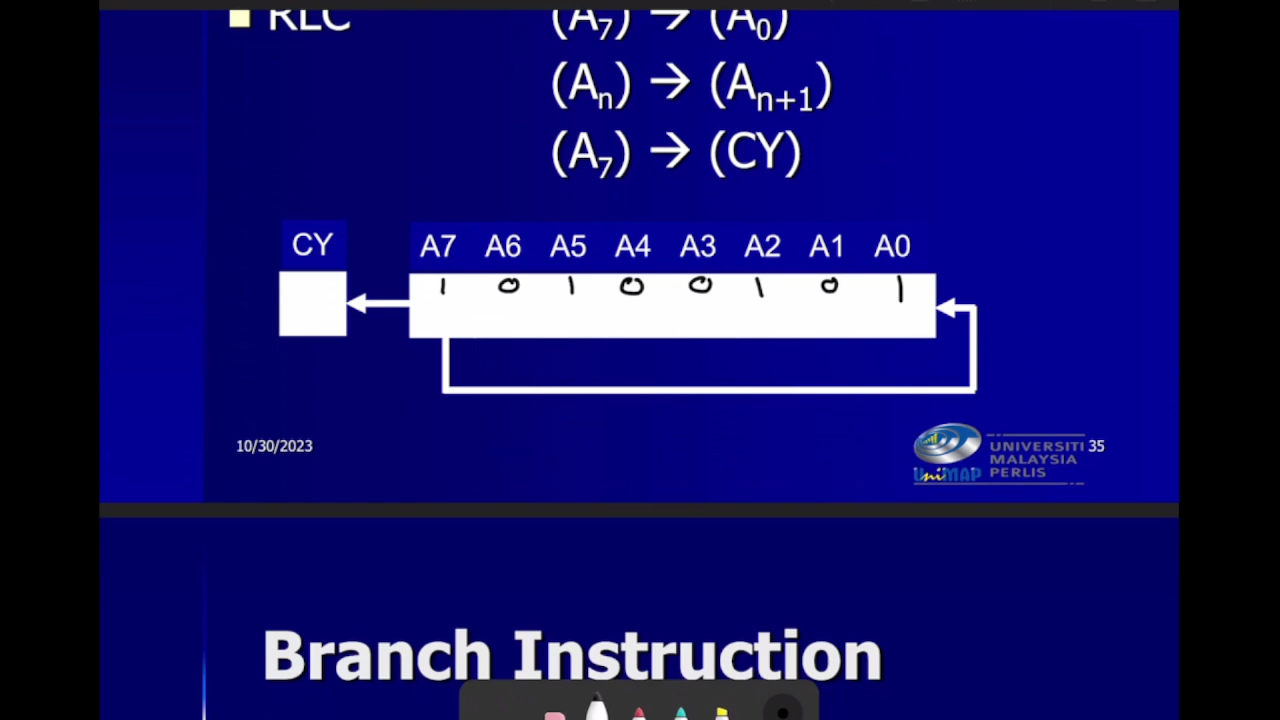 RLC (A7) → (A0)
(An) → (An+1)
(A7) → (CY)
CY A7 A6 A5 A4 A3 A2 A1 A0
1 0 1 0 0 1 0 1
10/30/2023
UniMAP
UNIVERSITI
MALAYSIA
PERLIS
35
Branch Instruction